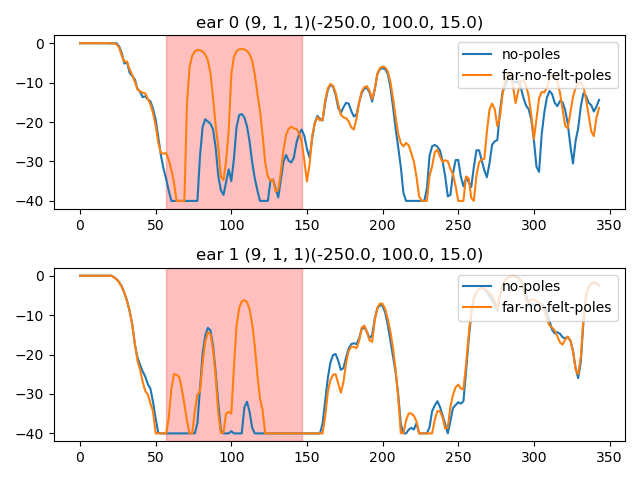 ear 0 (9, 1, 1)(-250.0, 100.0, 15.0)
0
−10
−20
−30
−40
no-poles
far-no-felt-poles
0 50 100 150 200 250 300 350
ear 1 (9, 1, 1)(-250.0, 100.0, 15.0)
0
−10
−20
−30
−40
no-poles
far-no-felt-poles
0 50 100 150 200 250 300 350